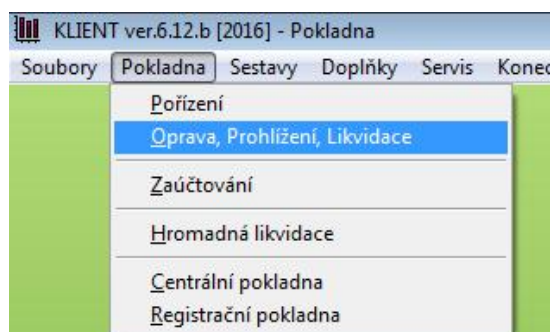 KLIENT ver.6.12.b [2016] - Pokladna
Soubory Pokladna Sestavy Doplňky Servis Konec
Pořízení
Oprava, Prohlížení, Likvidace
Zaúčtování
Hromadná likvidace
Centrální pokladna
Registrační pokladna